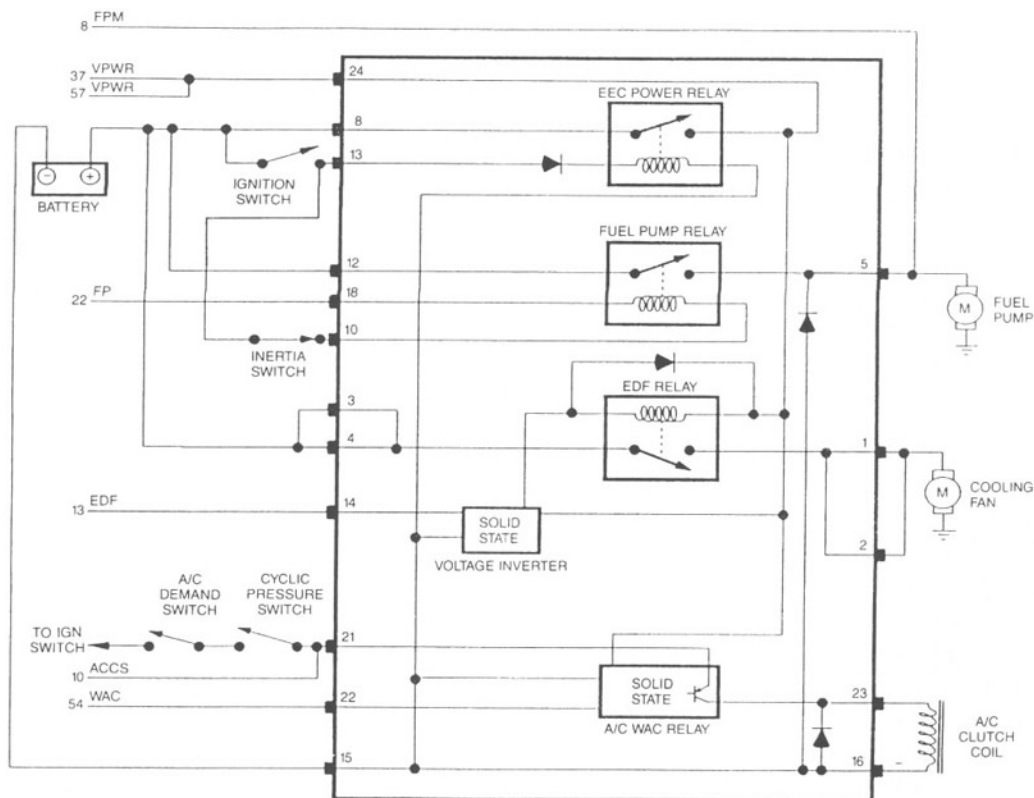 FPM
8
37 VPWR
57 VPWR
24
EEC POWER RELAY
8
13
IGNITION
SWITCH
BATTERY
FUEL PUMP RELAY
12
5
FUEL
PUMP
M
22 FP
18
10
INERTIA
SWITCH
EDF RELAY
3
4
1
COOLING
FAN
M
13 EDF
14
SOLID
STATE
VOLTAGE INVERTER
2
A/C
DEMAND
SWITCH
CYCLIC
PRESSURE
SWITCH
TO IGN
SWITCH
21
10 ACCS
54 WAC
22
SOLID
STATE
A/C WAC RELAY
23
A/C
CLUTCH
COIL
15
16